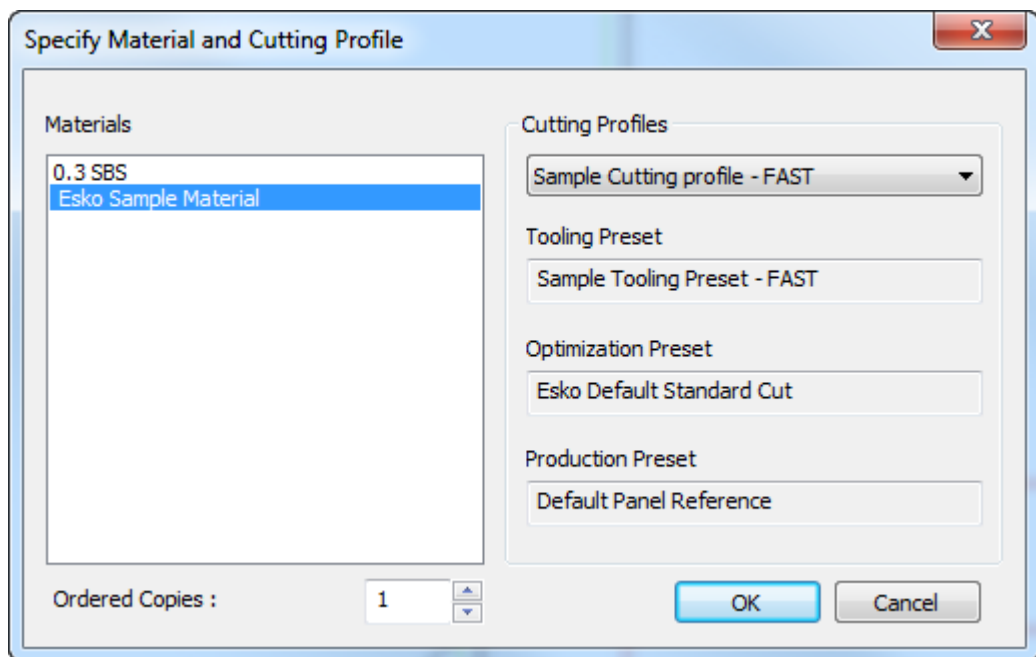 Specify Material and Cutting Profile
Materials
0.3 SBS
Esko Sample Material
Ordered Copies :
1
Cutting Profiles
Sample Cutting profile - FAST
Tooling Preset
Sample Tooling Preset - FAST
Optimization Preset
Esko Default Standard Cut
Production Preset
Default Panel Reference
OK
Cancel